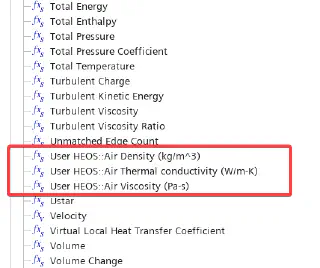 Total Energy
Total Enthalpy
Total Pressure
Total Pressure Coefficient
Total Temperature
Turbulent Charge
Turbulent Kinetic Energy
Turbulent Viscosity
Turbulent Viscosity Ratio
Unmatched Edge Count
User HEOS::Air Density (kg/m^3)
User HEOS::Air Thermal conductivity (W/m-K)
User HEOS::Air Viscosity (Pa-s)
Ustar
Velocity
Virtual Local Heat Transfer Coefficient
Volume
Volume Change